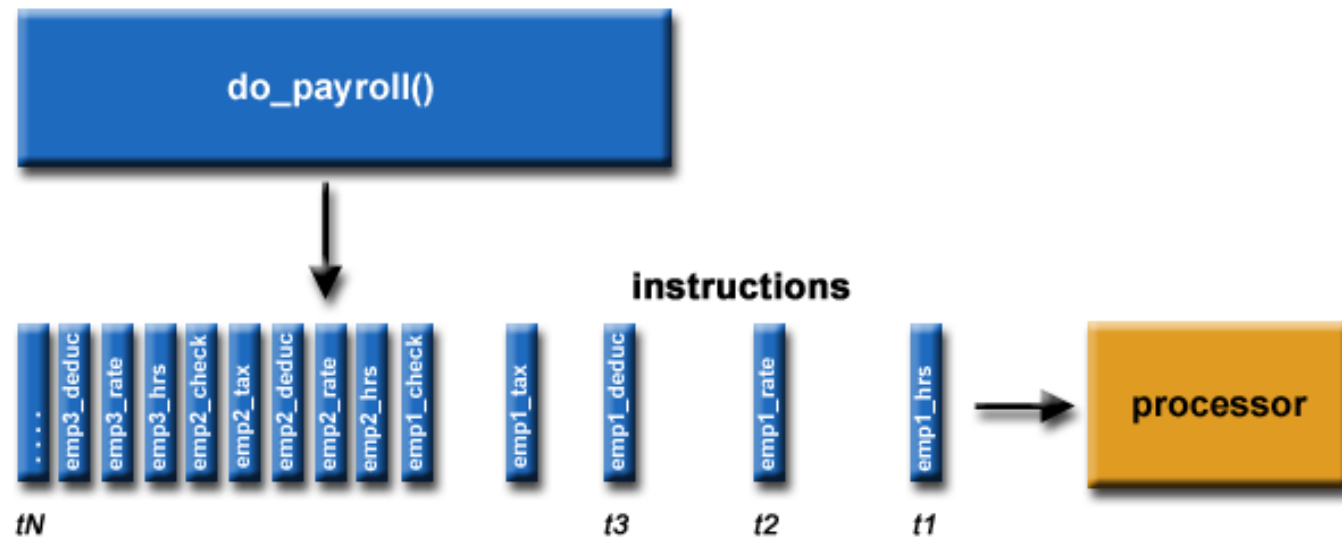 do_payroll()
instructions
....
emp3_deduc
emp3_rate
emp3_hrs
emp2_check
emp2_tax
emp2_deduc
emp2_rate
emp2_hrs
emp1_check
emp1_tax
emp1_deduc
emp1_rate
emp1_hrs
processor
tN
t3
t2
t1